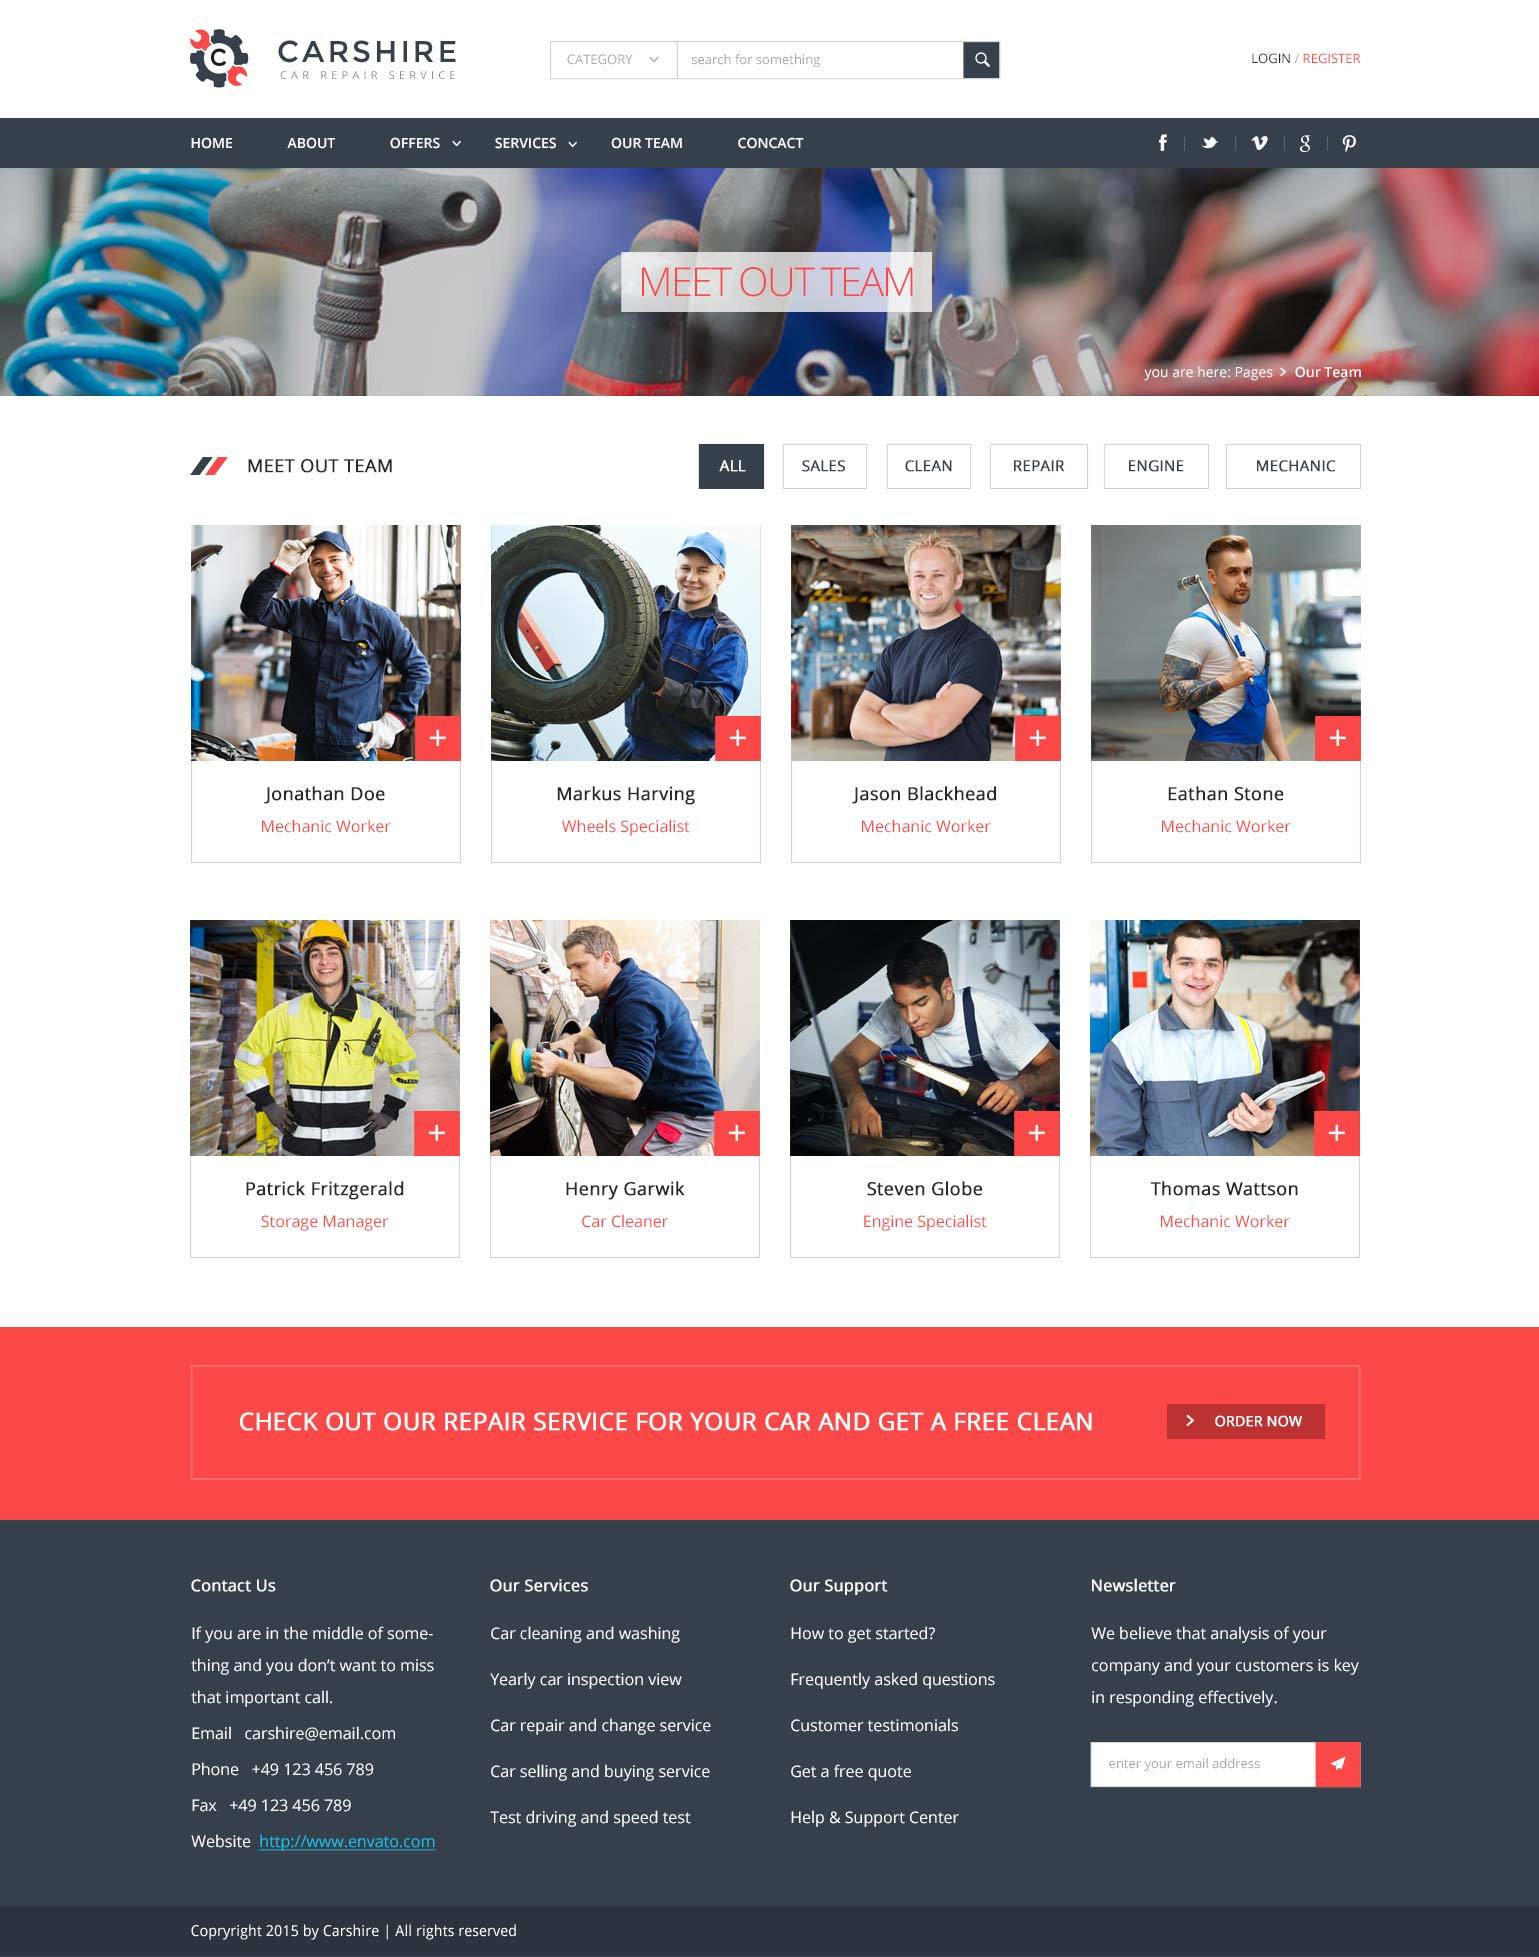 C
CARSHIRE
CAR REPAIR SERVICE
CATEGORY
search for something
LOGIN / REGISTER
HOME
ABOUT
OFFERS
SERVICES
OUR TEAM
CONCACT
MEET OUT TEAM
you are here: Pages > Our Team
MEET OUT TEAM
ALL
SALES
CLEAN
REPAIR
ENGINE
MECHANIC
Jonathan Doe
Mechanic Worker
Markus Harving
Wheels Specialist
Jason Blackhead
Mechanic Worker
Eathan Stone
Mechanic Worker
Patrick Fritzgerald
Storage Manager
Henry Garwik
Car Cleaner
Steven Globe
Engine Specialist
Thomas Wattson
Mechanic Worker
CHECK OUT OUR REPAIR SERVICE FOR YOUR CAR AND GET A FREE CLEAN
> ORDER NOW
Contact Us
If you are in the middle of some-
thing and you don’t want to miss
that important call.
Email carshire@email.com
Phone +49 123 456 789
Fax +49 123 456 789
Website http://www.envato.com
Our Services
Car cleaning and washing
Yearly car inspection view
Car repair and change service
Car selling and buying service
Test driving and speed test
Our Support
How to get started?
Frequently asked questions
Customer testimonials
Get a free quote
Help & Support Center
Newsletter
We believe that analysis of your
company and your customers is key
in responding effectively.
enter your email address
Copryright 2015 by Carshire | All rights reserved